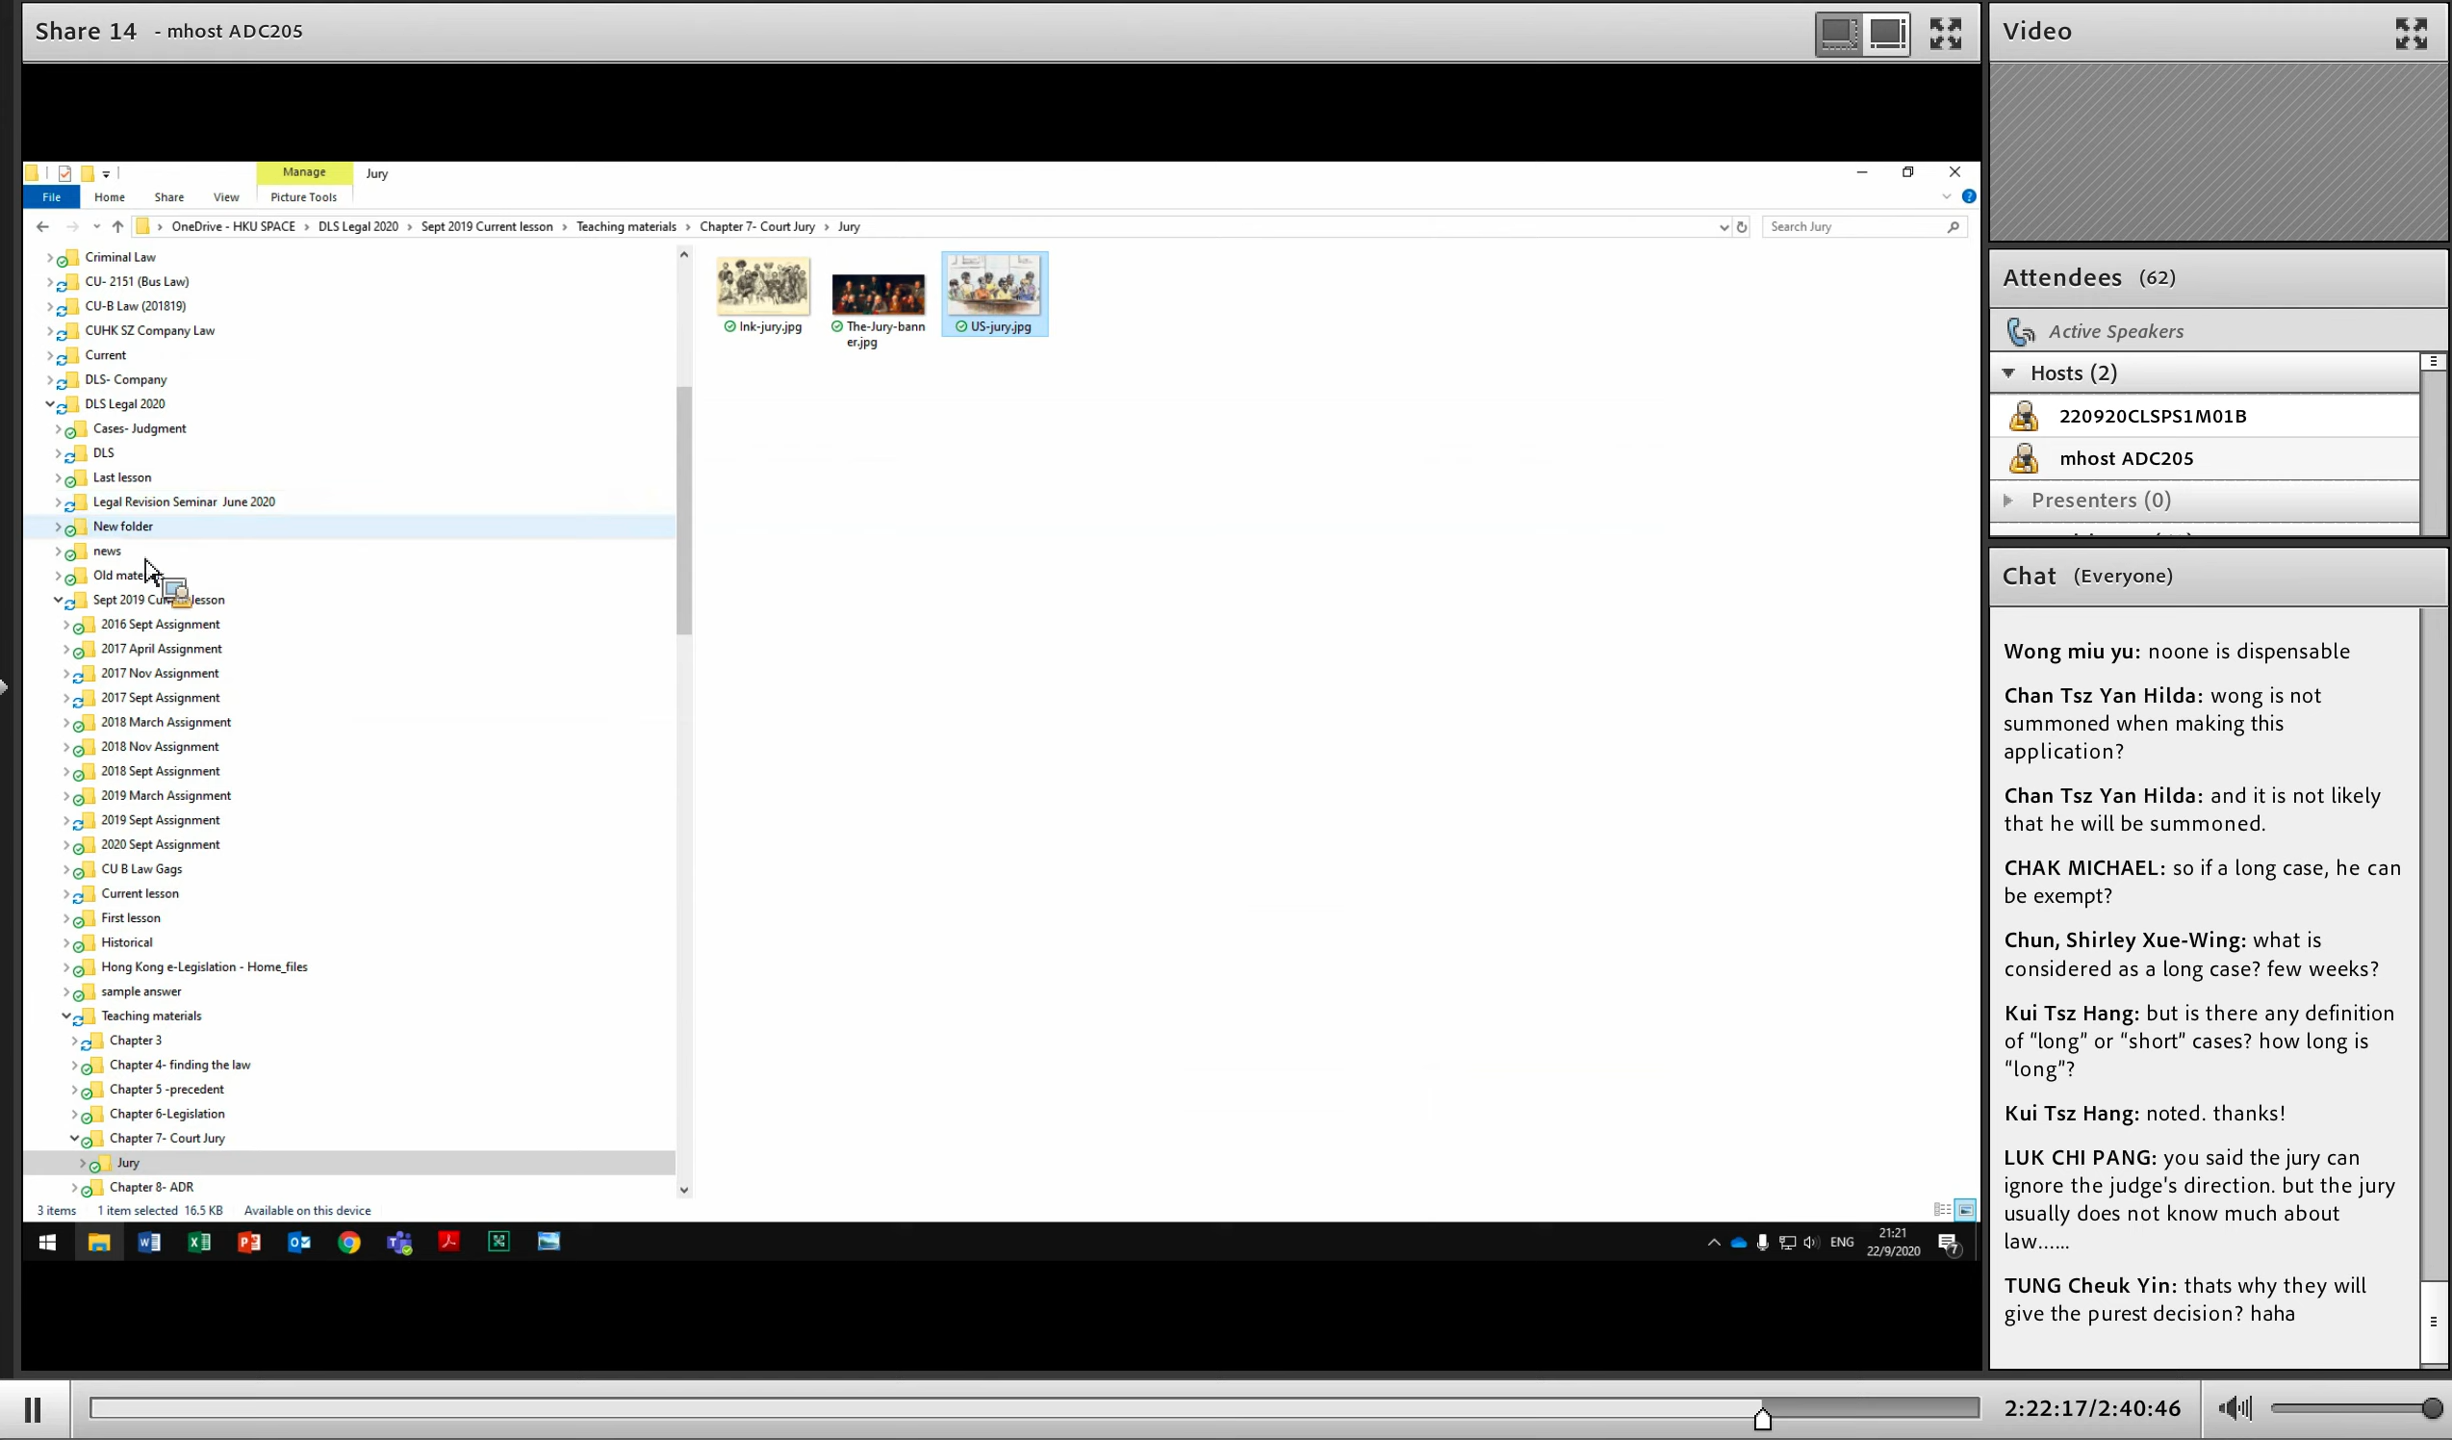 Share 14 - mhost ADC205
Manage Jury
File Home Share View Picture Tools
OneDrive - HKU SPACE › DLS Legal 2020 › Sept 2019 Current lesson › Teaching materials › Chapter 7- Court Jury › Jury
Search Jury
Criminal Law
CU- 2151 (Bus Law)
CU-B Law (201819)
CUHK SZ Company Law
Current
DLS- Company
DLS Legal 2020
Cases- Judgment
DLS
Last lesson
Legal Revision Seminar June 2020
New folder
news
Old
Sept 2019 lesson
2016 Sept Assignment
2017 April Assignment
2017 Nov Assignment
2017 Sept Assignment
2018 March Assignment
2018 Nov Assignment
2018 Sept Assignment
2019 March Assignment
2019 Sept Assignment
2020 Sept Assignment
CU B Law Gags
Current lesson
First lesson
Historical
Hong Kong e-Legislation - Home_files
sample answer
Teaching materials
Chapter 3
Chapter 4- finding the law
Chapter 5 -precedent
Chapter 6-Legislation
Chapter 7- Court Jury
Jury
Chapter 8- ADR
Ink-jury.jpg
The-Jury-bann
er.jpg
US-jury.jpg
3 items 1 item selected 16.5 KB Available on this device
ENG
21:21
22/9/2020
7
Video
Attendees (62)
Active Speakers
Hosts (2)
220920CLSPS1M01B
mhost ADC205
Presenters (0)
Chat (Everyone)
Wong miu yu: noone is dispensable
Chan Tsz Yan Hilda: wong is not
summoned when making this
application?
Chan Tsz Yan Hilda: and it is not likely
that he will be summoned.
CHAK MICHAEL: so if a long case, he can
be exempt?
Chun, Shirley Xue-Wing: what is
considered as a long case? few weeks?
Kui Tsz Hang: but is there any definition
of “long” or “short” cases? how long is
“long”?
Kui Tsz Hang: noted. thanks!
LUK CHI PANG: you said the jury can
ignore the judge's direction. but the jury
usually does not know much about
law......
TUNG Cheuk Yin: thats why they will
give the purest decision? haha
2:22:17/2:40:46